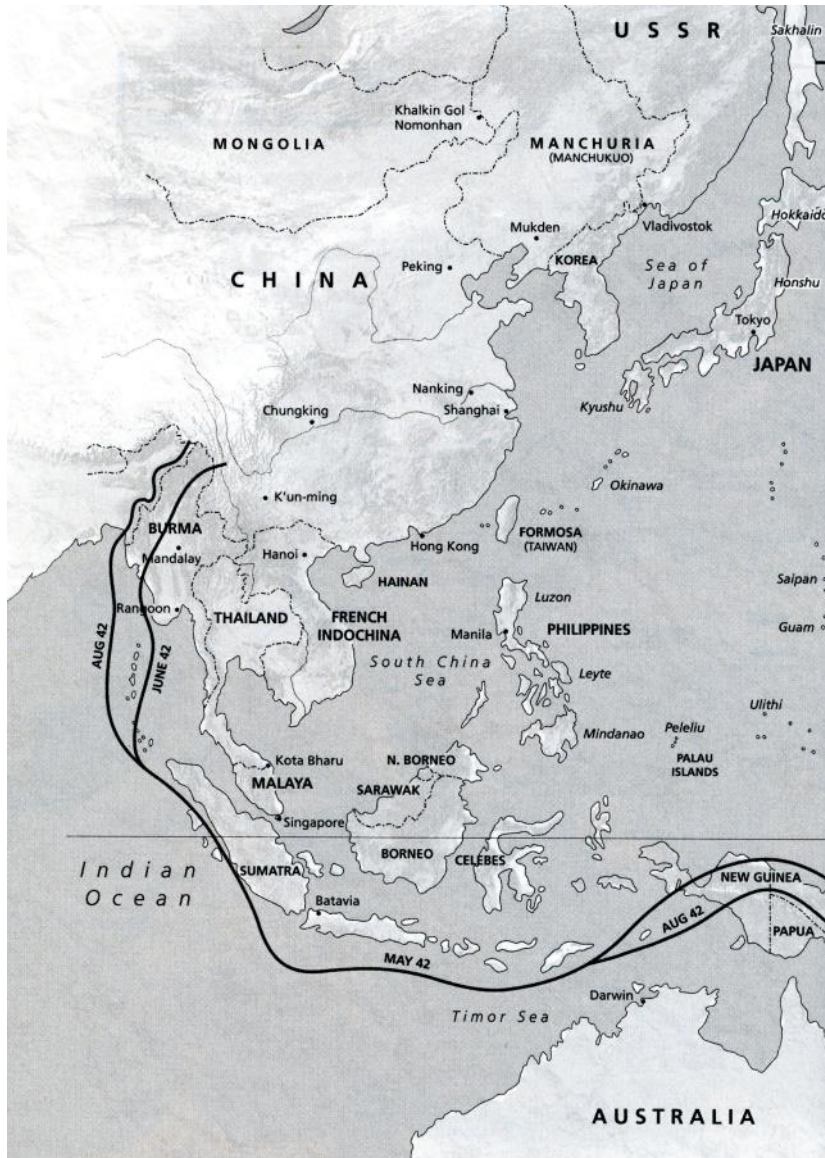 USSR
Sakhalin
Khalkin Gol
Nomonhan
MONGOLIA
MANCHURIA
(MANCHUKUO)
Hokkaido
Mukden
Vladivostok
KOREA
Peking
Sea of
Japan
Honshu
CHINA
Tokyo
JAPAN
Nanking
Shanghai
Kyushu
Chungking
Okinawa
K'un-ming
BURMA
Mandalay
Hanoi
Hong Kong
FORMOSA
(TAIWAN)
HAINAN
Saipan
Luzon
Rangoon
THAILAND
FRENCH
INDOCHINA
Manila
PHILIPPINES
Guam
AUG 42
JUNE 42
South China
Sea
Leyte
Ulithi
Mindanao
Peleliu
PALAU
ISLANDS
Kota Bharu
N. BORNEO
MALAYA
SARAWAK
Singapore
Indian
Ocean
SUMATRA
BORNEO
CELEBES
NEW GUINEA
Batavia
AUG 42
PAPUA
MAY 42
Darwin
Timor Sea
AUSTRALIA